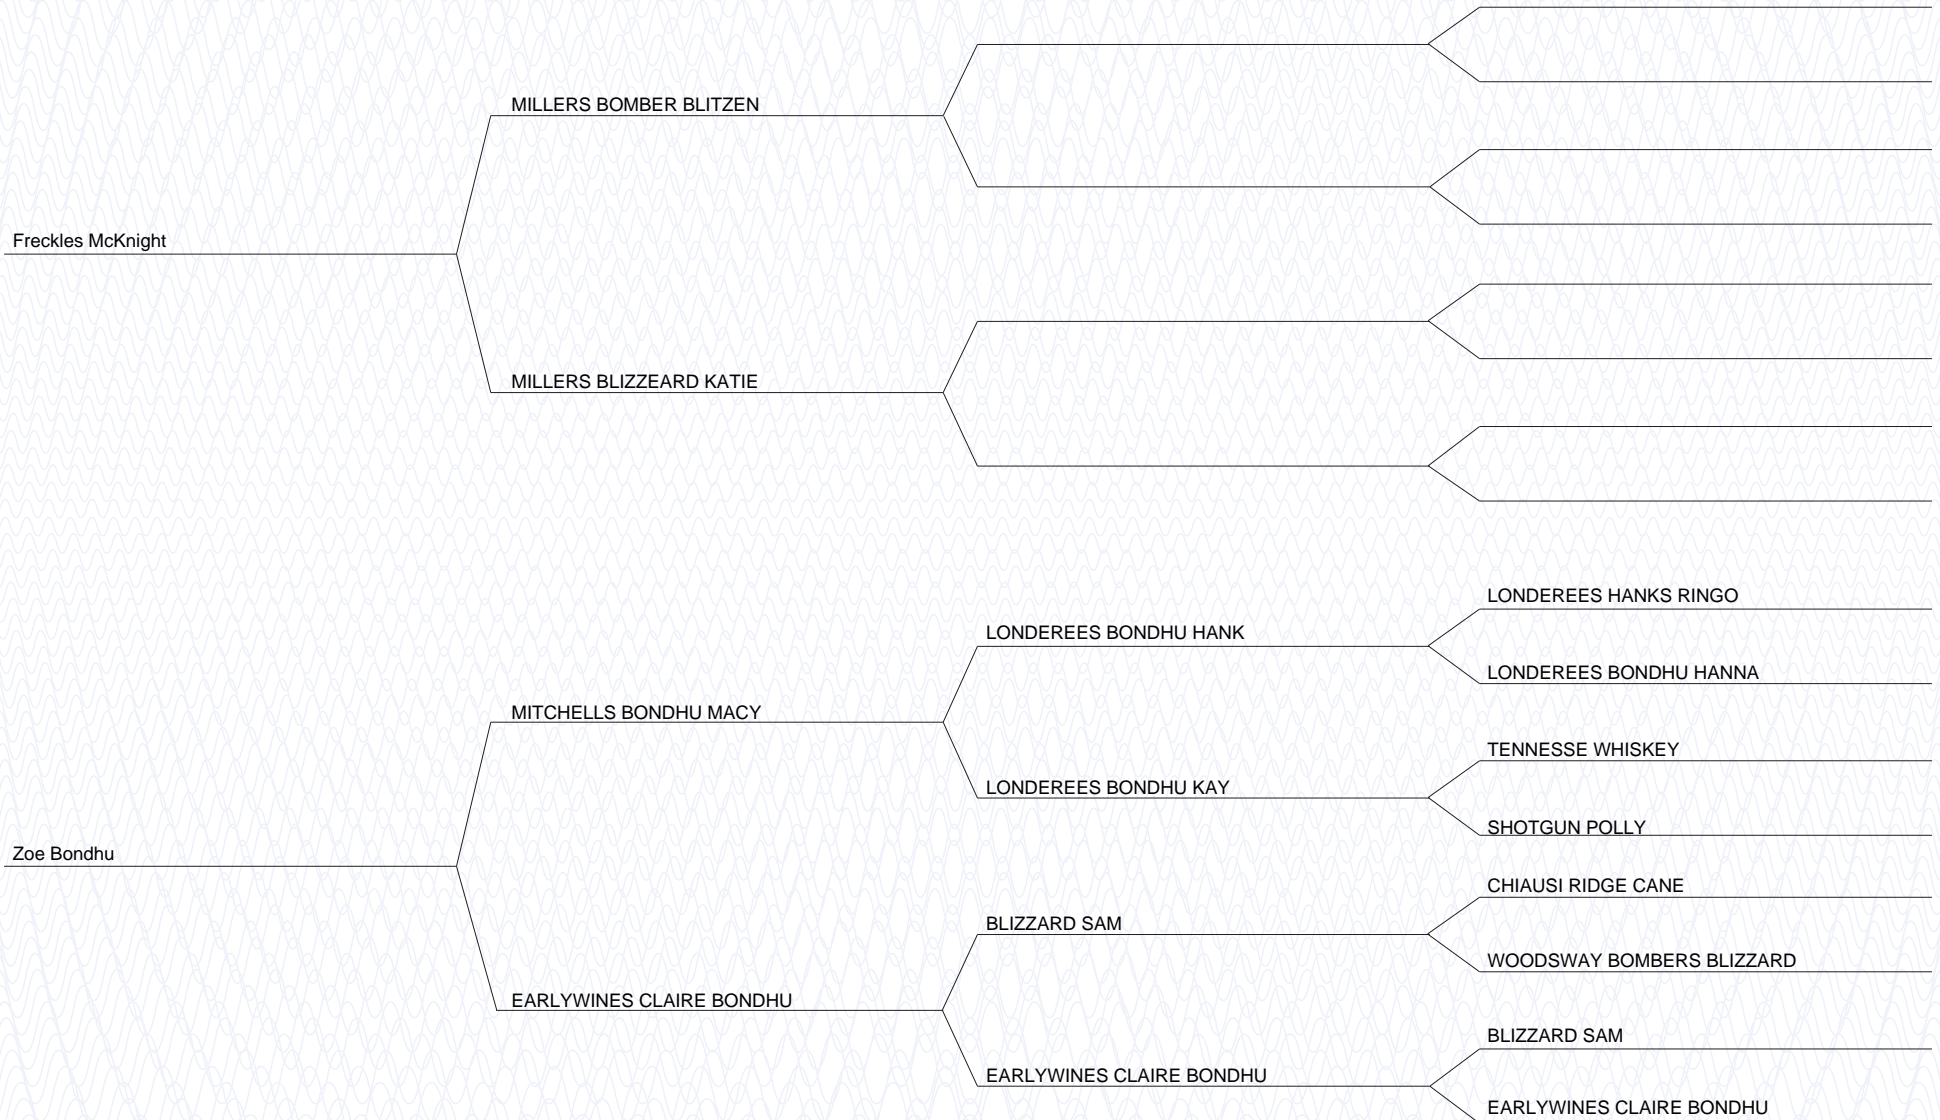 MILLERS BOMBER BLITZEN
Freckles McKnight
MILLERS BLIZZEARD KATIE
LONDEREES HANKS RINGO
LONDEREES BONDHU HANK
LONDEREES BONDHU HANNA
MITCHELLS BONDHU MACY
TENNESSE WHISKEY
LONDEREES BONDHU KAY
SHOTGUN POLLY
Zoe Bondhu
CHIAUSI RIDGE CANE
BLIZZARD SAM
WOODSWAY BOMBERS BLIZZARD
EARLYWINES CLAIRE BONDHU
BLIZZARD SAM
EARLYWINES CLAIRE BONDHU
EARLYWINES CLAIRE BONDHU